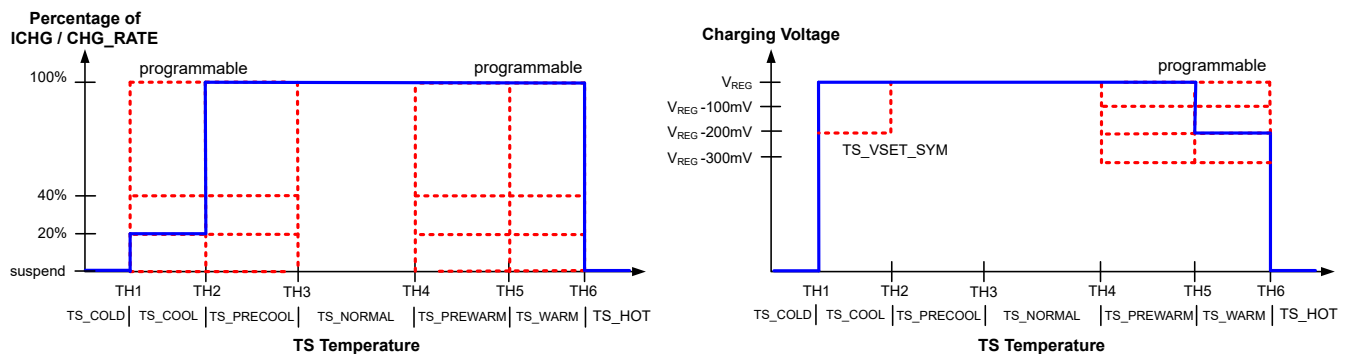 Percentage of
ICHG / CHG_RATE
100%
programmable
programmable
40%
20%
suspend
TH1 TH2 TH3 TH4 TH5 TH6
TS_COLD TS_COOL TS_PRECOOL TS_NORMAL TS_PREWARM TS_WARM TS_HOT
TS Temperature
Charging Voltage
programmable
VREG
VREG -100mV
VREG -200mV
TS_VSET_SYM
VREG -300mV
TH1 TH2 TH3 TH4 TH5 TH6
TS_COLD TS_COOL TS_PRECOOL TS_NORMAL TS_PREWARM TS_WARM TS_HOT
TS Temperature